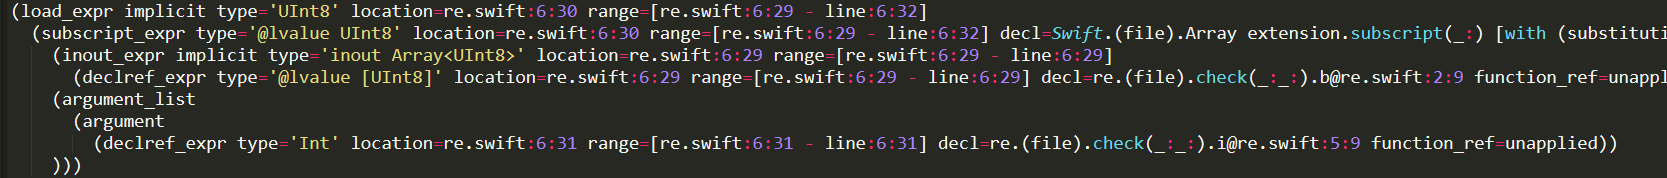 (load_expr implicit type='UInt8' location=re.swift:6:30 range=[re.swift:6:29 - line:6:32]
(subscript_expr type='@lvalue UInt8' location=re.swift:6:30 range=[re.swift:6:29 - line:6:32] decl=Swift.(file).Array extension.subscript(_:) [with (substituti
(inout_expr implicit type='inout Array<UInt8>' location=re.swift:6:29 range=[re.swift:6:29 - line:6:29]
(declref_expr type='@lvalue [UInt8]' location=re.swift:6:29 range=[re.swift:6:29 - line:6:29] decl=re.(file).check(_:_:).b@re.swift:2:9 function_ref=unappl
(argument_list
(argument
(declref_expr type='Int' location=re.swift:6:31 range=[re.swift:6:31 - line:6:31] decl=re.(file).check(_:_:).i@re.swift:5:9 function_ref=unapplied))
)))